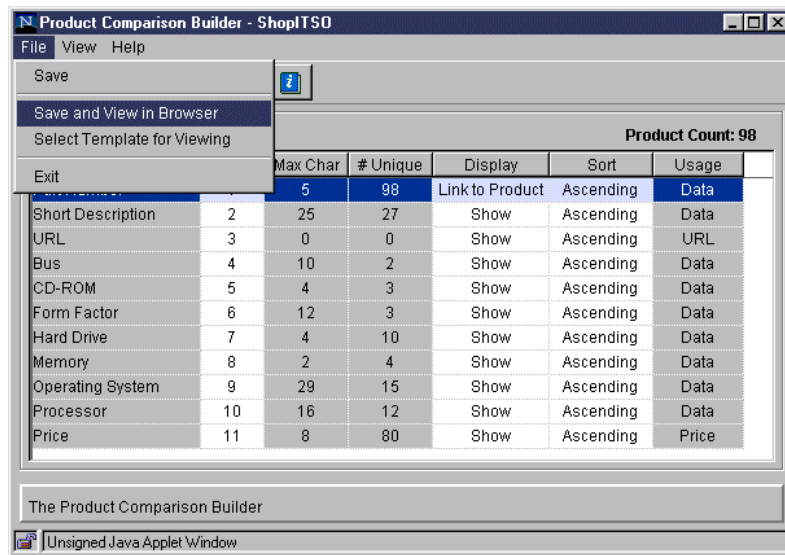 Product Comparison Builder - ShopITSO
File View Help
Save
Save and View in Browser
Select Template for Viewing
Exit
Product Count: 98
Max Char # Unique Display Sort Usage
5 98 Link to Product Ascending Data
Short Description 2 25 27 Show Ascending Data
URL 3 0 0 Show Ascending URL
Bus 4 10 2 Show Ascending Data
CD-ROM 5 4 3 Show Ascending Data
Form Factor 6 12 3 Show Ascending Data
Hard Drive 7 4 10 Show Ascending Data
Memory 8 2 4 Show Ascending Data
Operating System 9 29 15 Show Ascending Data
Processor 10 16 12 Show Ascending Data
Price 11 8 80 Show Ascending Price
The Product Comparison Builder
Unsigned Java Applet Window